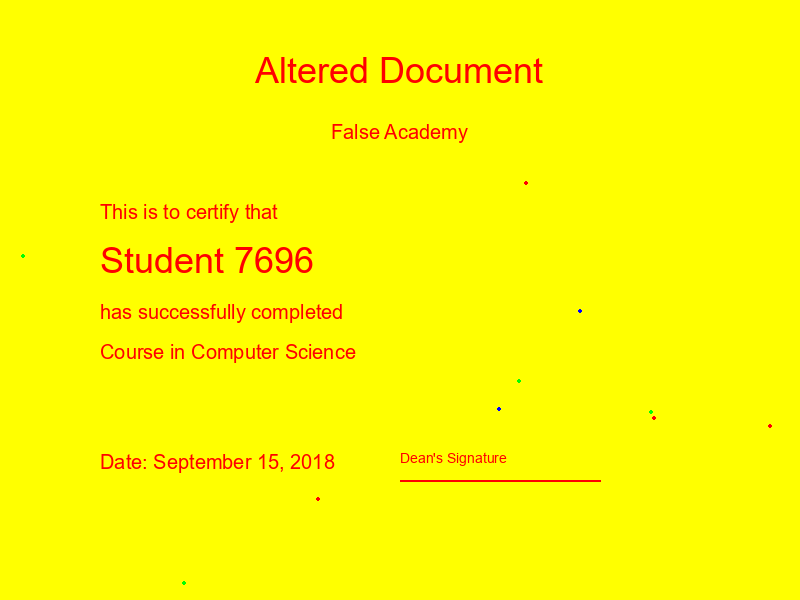 Altered Document
False Academy
This is to certify that
Student 7696
has successfully completed
Course in Computer Science
Date: September 15, 2018
Dean's Signature